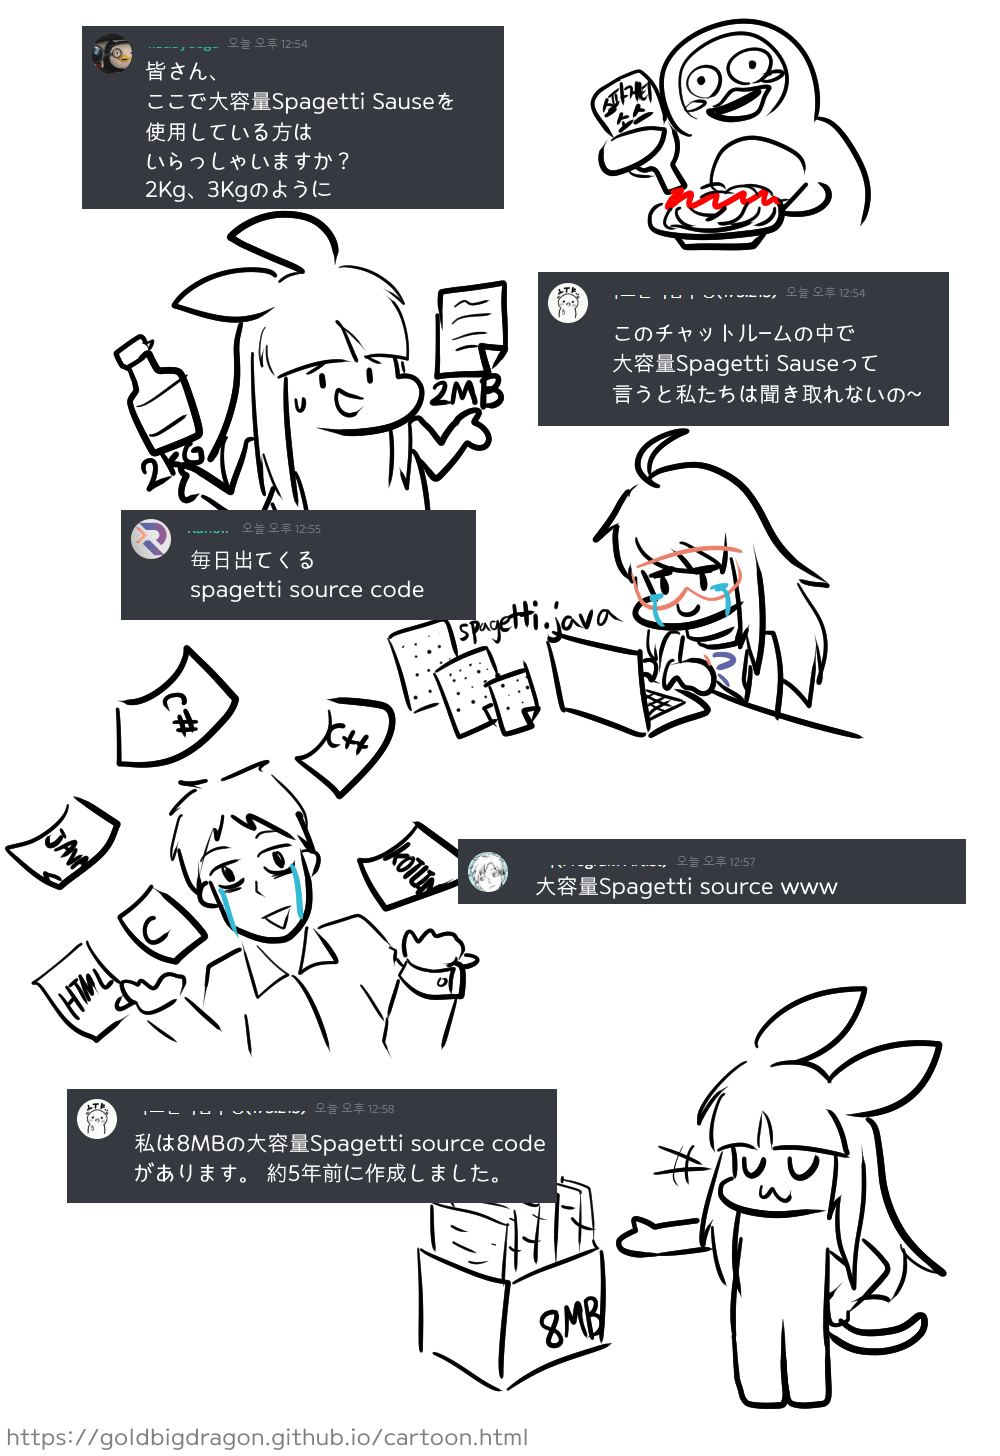 오늘 오후 12:54
皆さん、
ここで大容量Spagetti Sauseを
使用している方は
いらっしゃいますか？
2Kg、3Kgのように
스파게티
소스
2KG
2MB
오늘 오후 12:54
このチャットルームの中で
大容量Spagetti Sauseって
言うと私たちは聞き取れないの~
오늘 오후 12:55
毎日出てくる
spagetti source code
spagetti.java
C#
C++
JAVA
KOTLIN
C
HTML
오늘 오후 12:57
大容量Spagetti source www
오늘 오후 12:58
私は8MBの大容量Spagetti source code
があります。 約5年前に作成しました。
8MB
https://goldbigdragon.github.io/cartoon.html